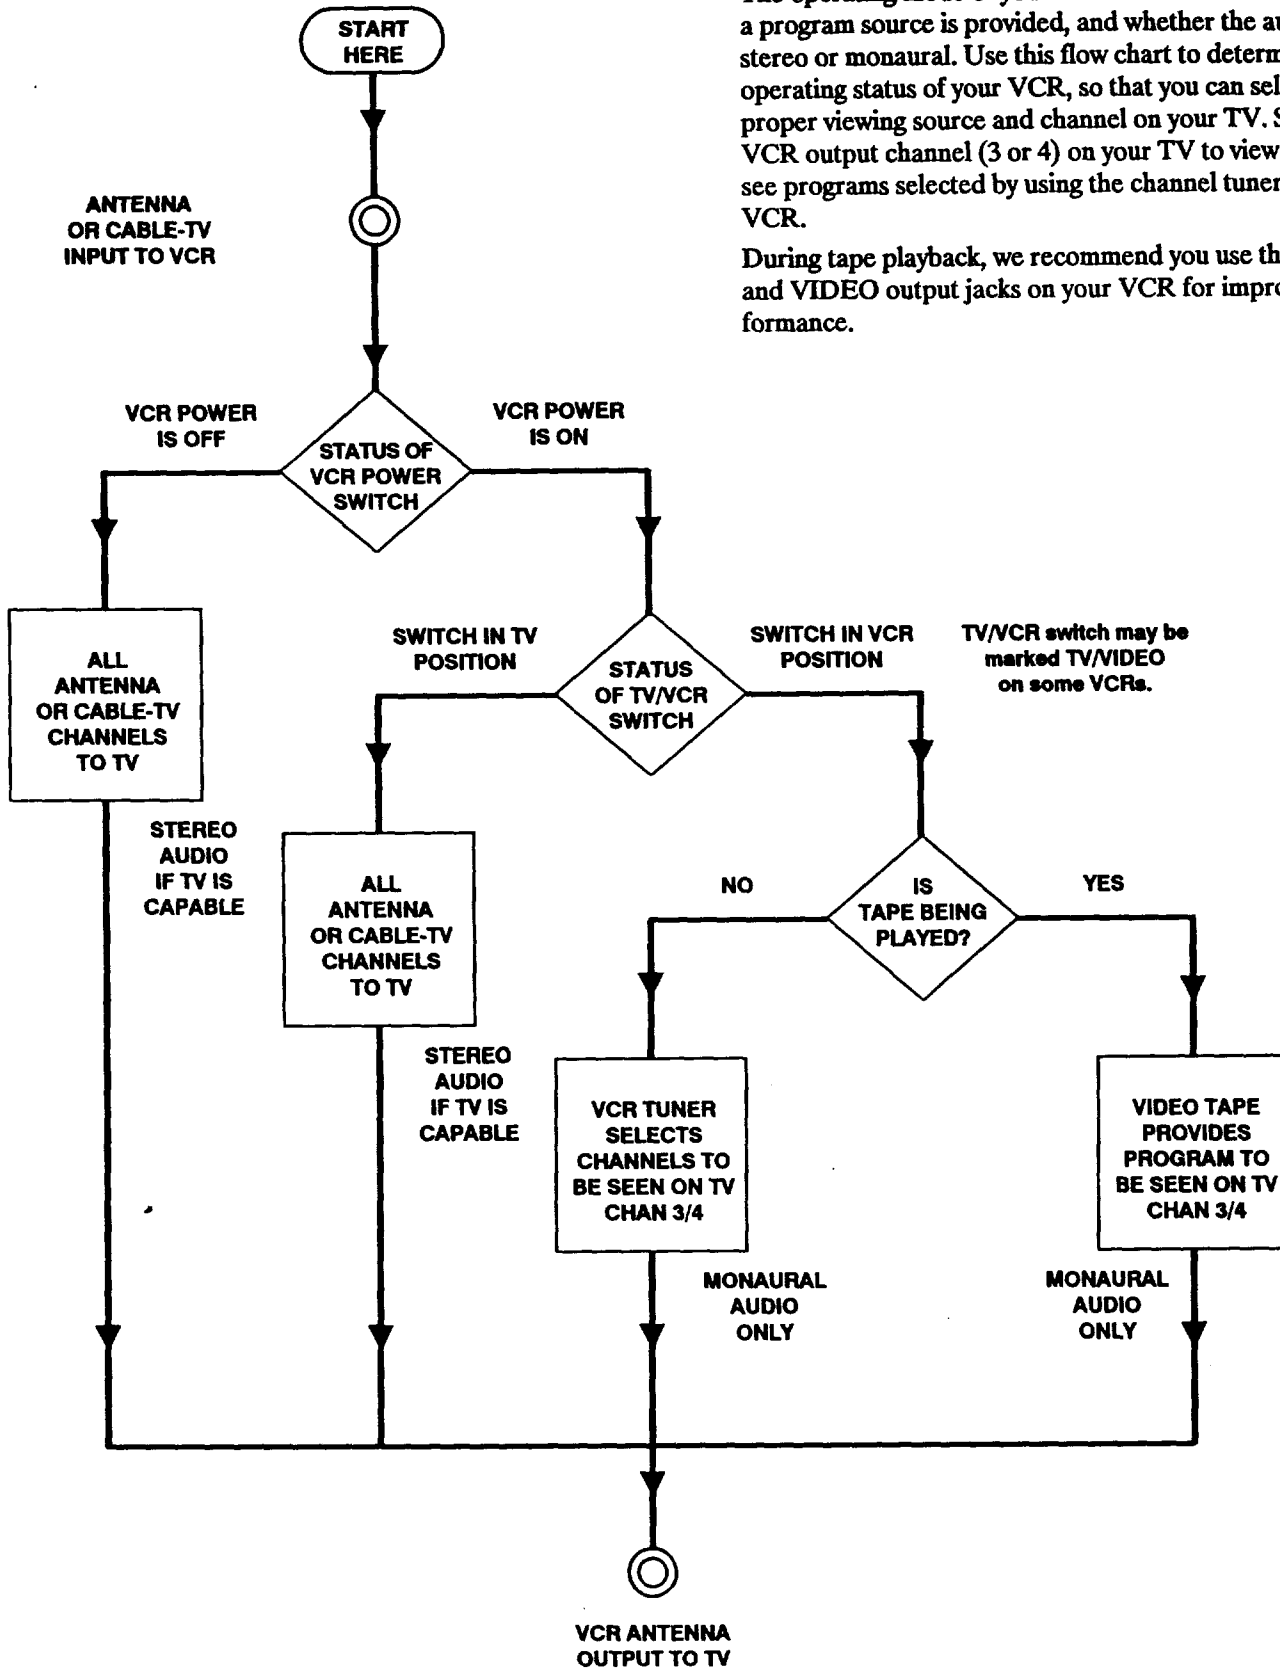 a program source is provided, and whether the
stereo or monaural. Use this flow chart to
operating status of your VCR, so that you can
proper viewing source and channel on your TV.
VCR output channel (3 or 4) on your TV to view
see programs selected by using the channel tuner
VCR.
During tape playback, we recommend you use
and VIDEO output jacks on your VCR for
formance.
START
HERE
ANTENNA
OR CABLE-TV
INPUT TO VCR
VCR POWER
IS OFF
VCR POWER
IS ON
STATUS OF
VCR POWER
SWITCH
ALL
ANTENNA
OR CABLE-TV
CHANNELS
TO TV
STEREO
AUDIO
IF TV IS
CAPABLE
SWITCH IN TV
POSITION
STATUS
OF TV/VCR
SWITCH
SWITCH IN VCR
POSITION
TV/VCR switch may be
marked TV/VIDEO
on some VCRs.
ALL
ANTENNA
OR CABLE-TV
CHANNELS
TO TV
STEREO
AUDIO
IF TV IS
CAPABLE
NO
IS
TAPE BEING
PLAYED?
YES
VCR TUNER
SELECTS
CHANNELS TO
BE SEEN ON TV
CHAN 3/4
MONAURAL
AUDIO
ONLY
VIDEO TAPE
PROVIDES
PROGRAM TO
BE SEEN ON TV
CHAN 3/4
MONAURAL
AUDIO
ONLY
VCR ANTENNA
OUTPUT TO TV